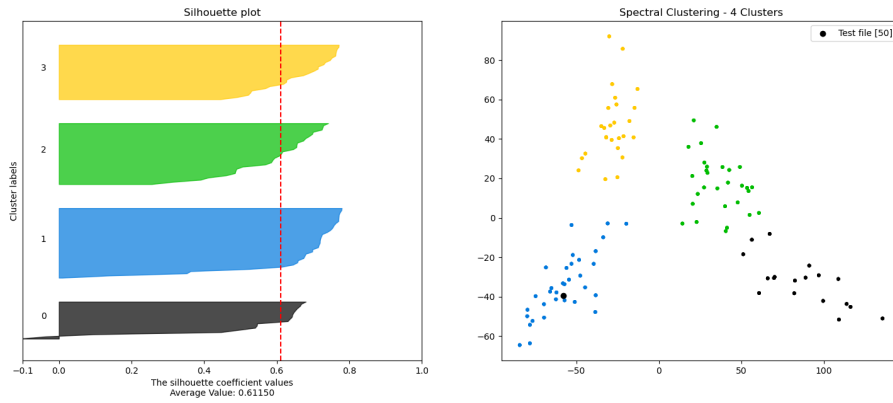 Silhouette plot
Cluster labels
3
2
1
0
−0.1 0.0 0.2 0.4 0.6 0.8 1.0
The silhouette coefficient values
Average Value: 0.61150
Spectral Clustering - 4 Clusters
Test file [50]
80
60
40
20
0
−20
−40
−60
−50 0 50 100